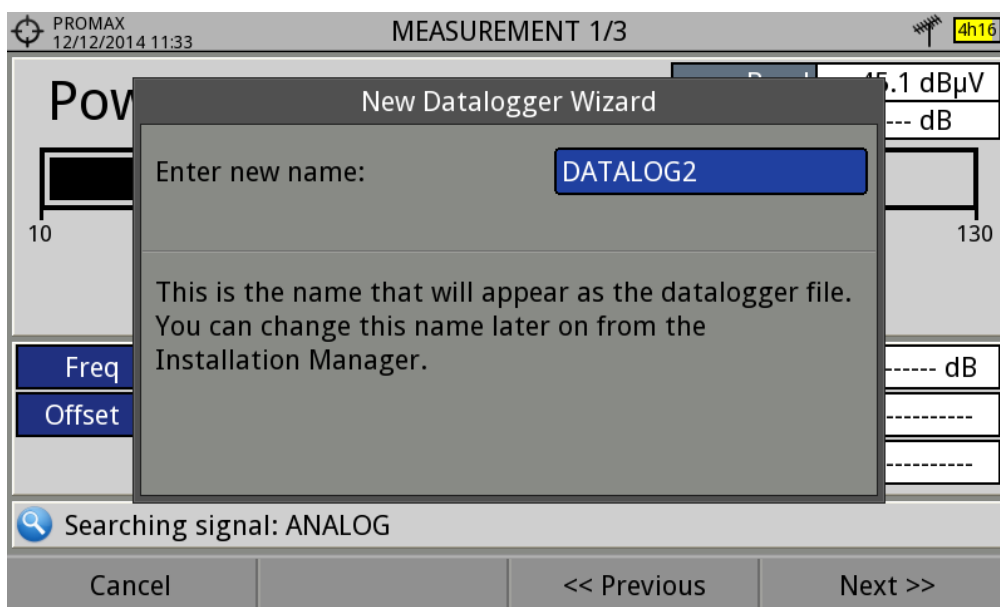 PROMAX
12/12/2014 11:33
MEASUREMENT 1/3
4h16
Pow
.1 dBµV
--- dB
New Datalogger Wizard
Enter new name:
DATALOG2
10
130
This is the name that will appear as the datalogger file.
You can change this name later on from the
Installation Manager.
Freq
------ dB
Offset
----------
----------
Searching signal: ANALOG
Cancel
<< Previous
Next >>